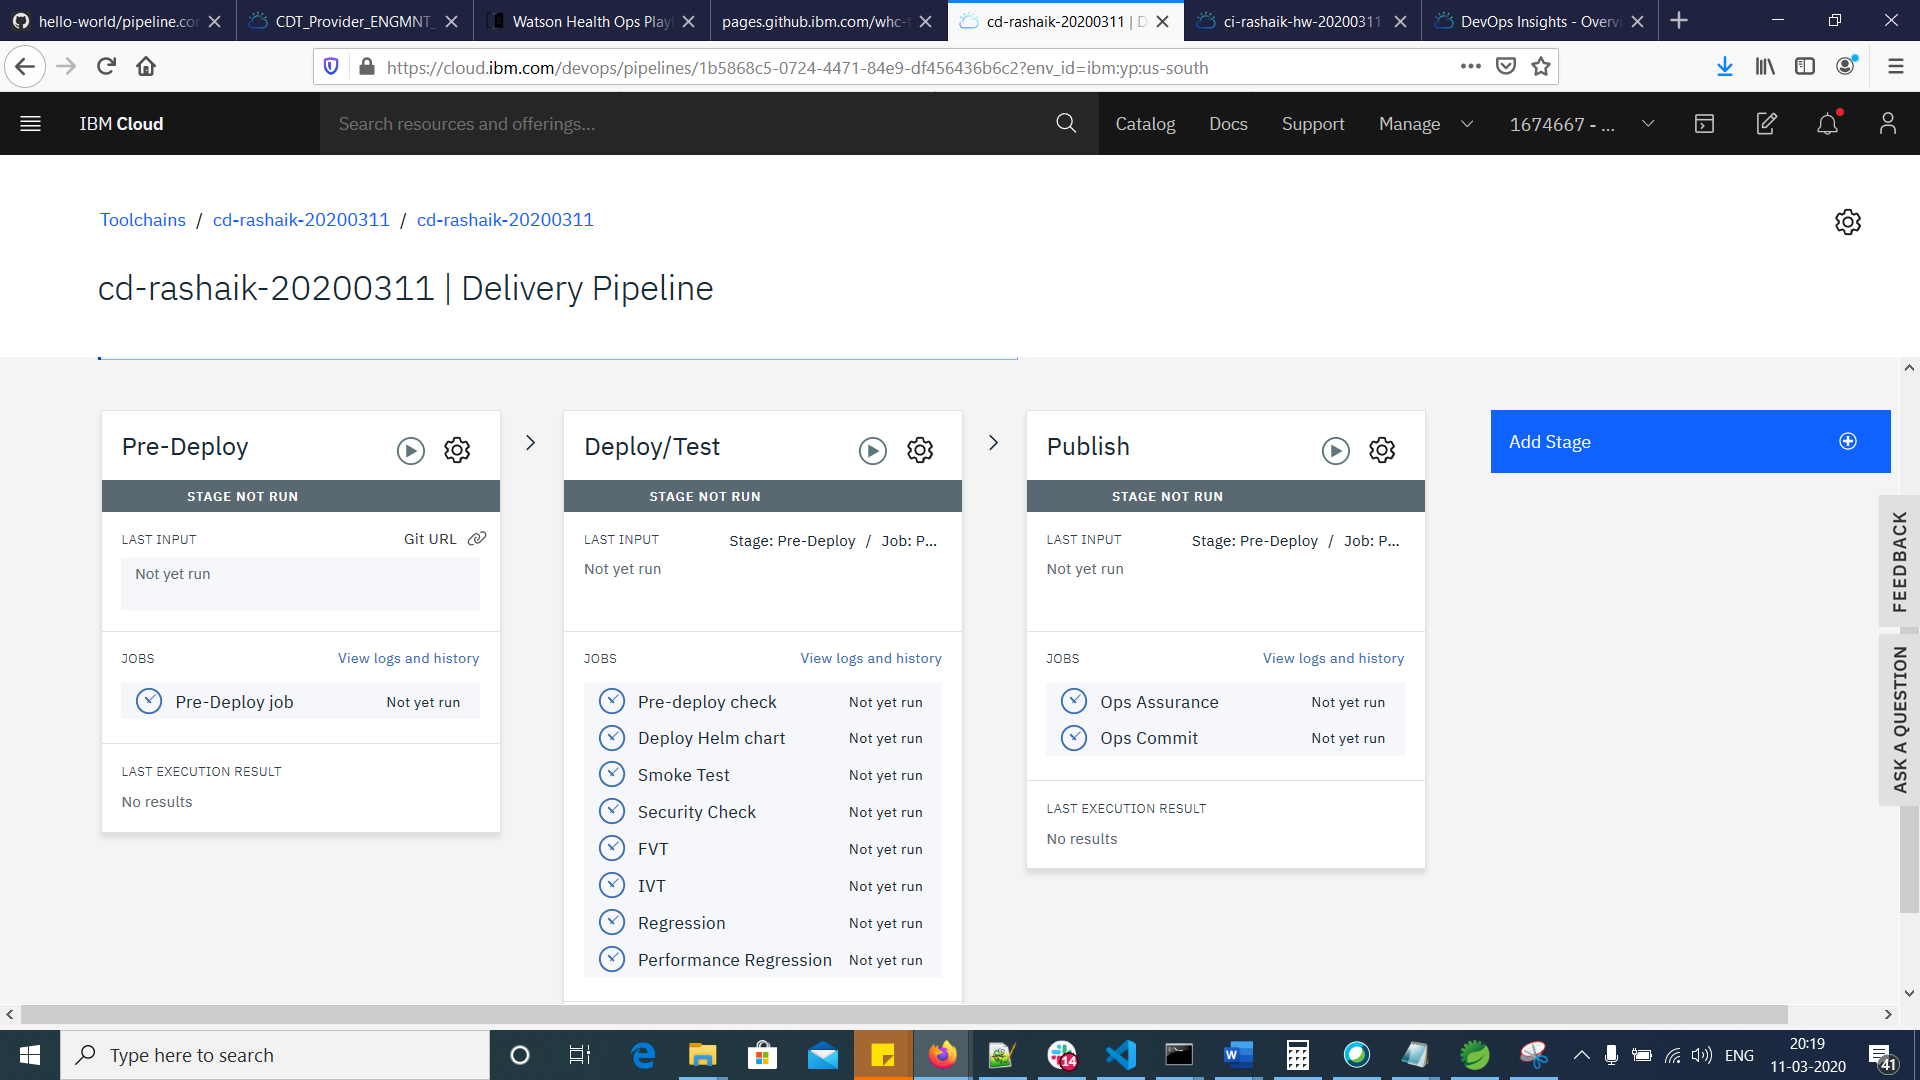 hello-world/pipeline.con
CDT_Provider_ENGMNT_
Watson Health Ops Play
pages.github.ibm.com/whc-t
cd-rashaik-20200311 | D
ci-rashaik-hw-20200311
DevOps Insights - Overvi
https://cloud.ibm.com/devops/pipelines/1b5868c5-0724-4471-84e9-df456436b6c2?env_id=ibm:yp:us-south
IBM Cloud
Search resources and offerings...
Catalog
Docs
Support
Manage
1674667 - ...
Toolchains / cd-rashaik-20200311 / cd-rashaik-20200311
cd-rashaik-20200311 | Delivery Pipeline
Pre-Deploy
STAGE NOT RUN
LAST INPUT
Git URL
Not yet run
JOBS
View logs and history
Pre-Deploy job
Not yet run
LAST EXECUTION RESULT
No results
Deploy/Test
STAGE NOT RUN
LAST INPUT
Stage: Pre-Deploy / Job: P...
Not yet run
JOBS
View logs and history
Pre-deploy check
Not yet run
Deploy Helm chart
Not yet run
Smoke Test
Not yet run
Security Check
Not yet run
FVT
Not yet run
IVT
Not yet run
Regression
Not yet run
Performance Regression
Not yet run
Publish
STAGE NOT RUN
LAST INPUT
Stage: Pre-Deploy / Job: P...
Not yet run
JOBS
View logs and history
Ops Assurance
Not yet run
Ops Commit
Not yet run
LAST EXECUTION RESULT
No results
Add Stage
FEEDBACK
ASK A QUESTION
Type here to search
14
ENG
20:19
11-03-2020
41